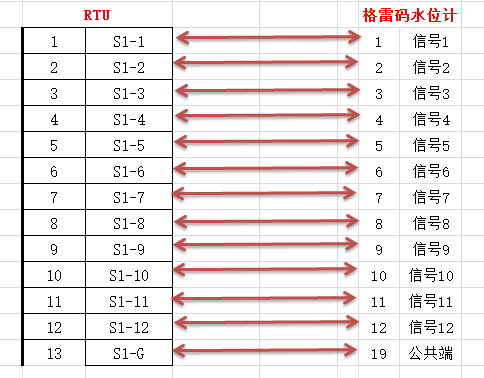 RTU 格雷码水位计
1 S1-1 1 信号1
2 S1-2 2 信号2
3 S1-3 3 信号3
4 S1-4 4 信号4
5 S1-5 5 信号5
6 S1-6 6 信号6
7 S1-7 7 信号7
8 S1-8 8 信号8
9 S1-9 9 信号9
10 S1-10 10 信号10
11 S1-11 11 信号11
12 S1-12 12 信号12
13 S1-G 19 公共端